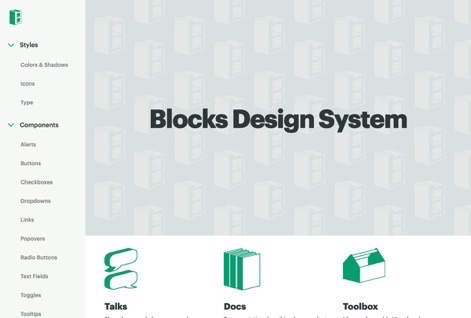 Styles
Colors & Shadows
Icons
Type
Components
Alerts
Buttons
Checkboxes
Dropdowns
Links
Popovers
Radio Buttons
Text Fields
Toggles
Tooltips
Blocks Design System
Talks
Docs
Toolbox